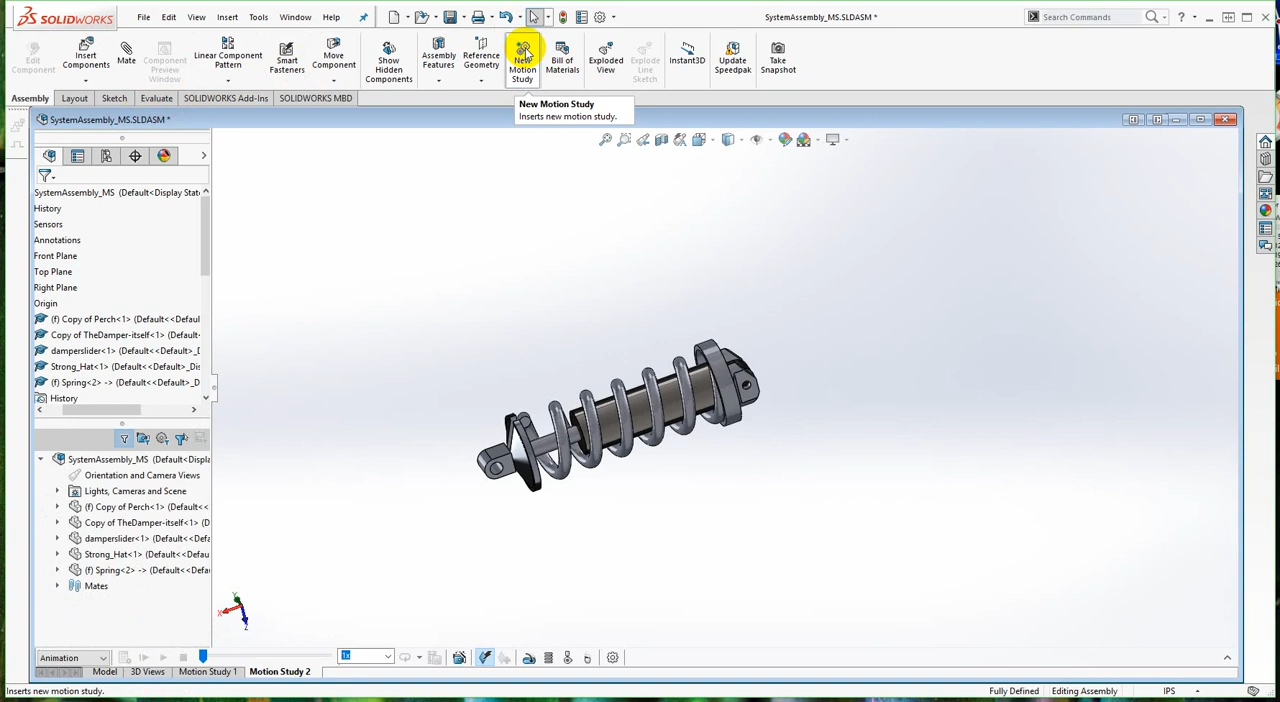 SOLIDWORKS
File Edit View Insert Tools Window Help
SystemAssembly_MS.SLDASM *
Search Commands
Edit Component
Insert Components
Mate
Component Preview Window
Linear Component Pattern
Smart Fasteners
Move Component
Show Hidden Components
Assembly Features
Reference Geometry
New Motion Study
Bill of Materials
Exploded View
Explode Line Sketch
Instant3D
Update Speedpak
Take Snapshot
Assembly Layout Sketch Evaluate SOLIDWORKS Add-Ins SOLIDWORKS MBD
New Motion Study
Inserts new motion study.
SystemAssembly_MS.SLDASM *
SystemAssembly_MS (Default<Display State
History
Sensors
Annotations
Front Plane
Top Plane
Right Plane
Origin
(f) Copy of Perch<1> (Default<<Default
Copy of TheDamper-itself<1> (Default<
damperslider<1> (Default<<Default>_D
Strong_Hat<1> (Default<<Default>_Dis
(f) Spring<2> -> (Default<<Default>_D
History
SystemAssembly_MS (Default<Displa
Orientation and Camera Views
Lights, Cameras and Scene
(f) Copy of Perch<1> (Default<<
Copy of TheDamper-itself<1> (D
damperslider<1> (Default<<Defa
Strong_Hat<1> (Default<<Defau
(f) Spring<2> -> (Default<<Defa
Mates
X
Y
Z
Animation
1x
Model 3D Views Motion Study 1 Motion Study 2
Inserts new motion study.
Fully Defined Editing Assembly IPS